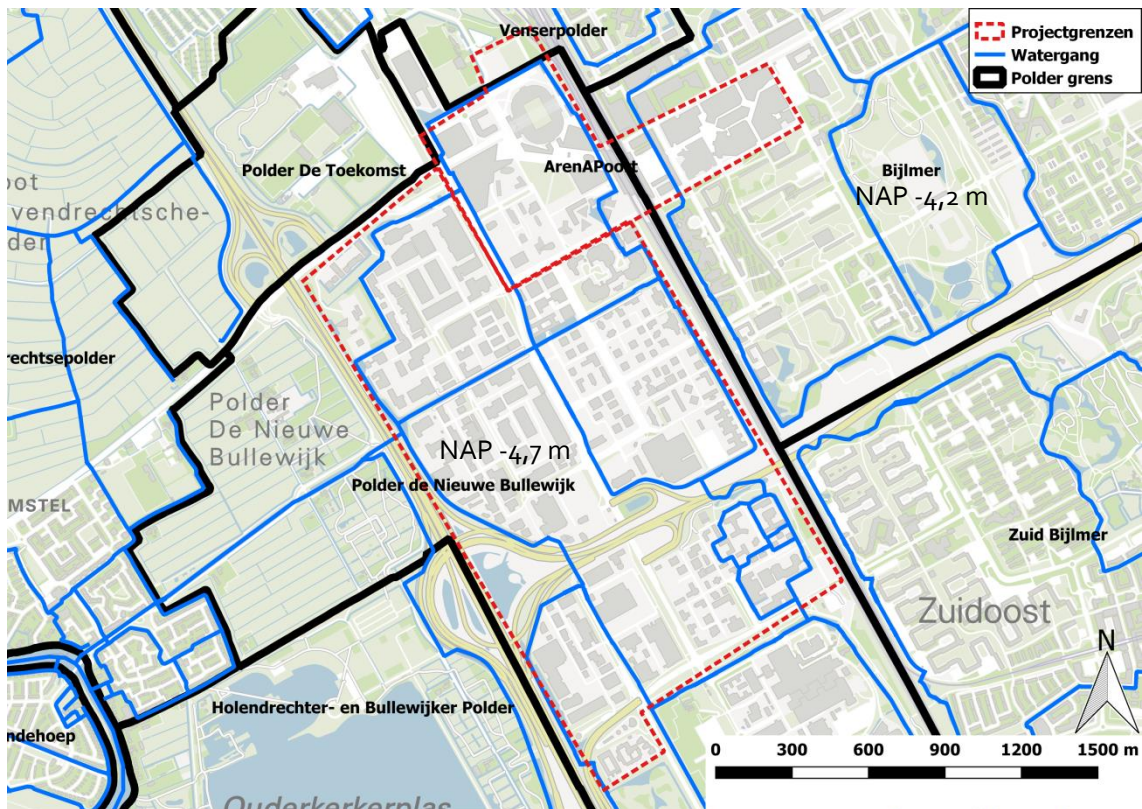 Venserpolder
Projectgrenzen
Watergang
Polder grens
Polder De Toekomst
ArenAPoort
Bijlmer
NAP -4,2 m
oot
vendrechtsche-
der
rechtsepolder
Polder
De Nieuwe
Bullewijk
NAP -4,7 m
Polder de Nieuwe Bullewijk
MSTEL
Zuid Bijlmer
Zuidoost
N
Holendrechter- en Bullewijker Polder
ndehoep
0 300 600 900 1200 1500 m
Ouderkerkerplas